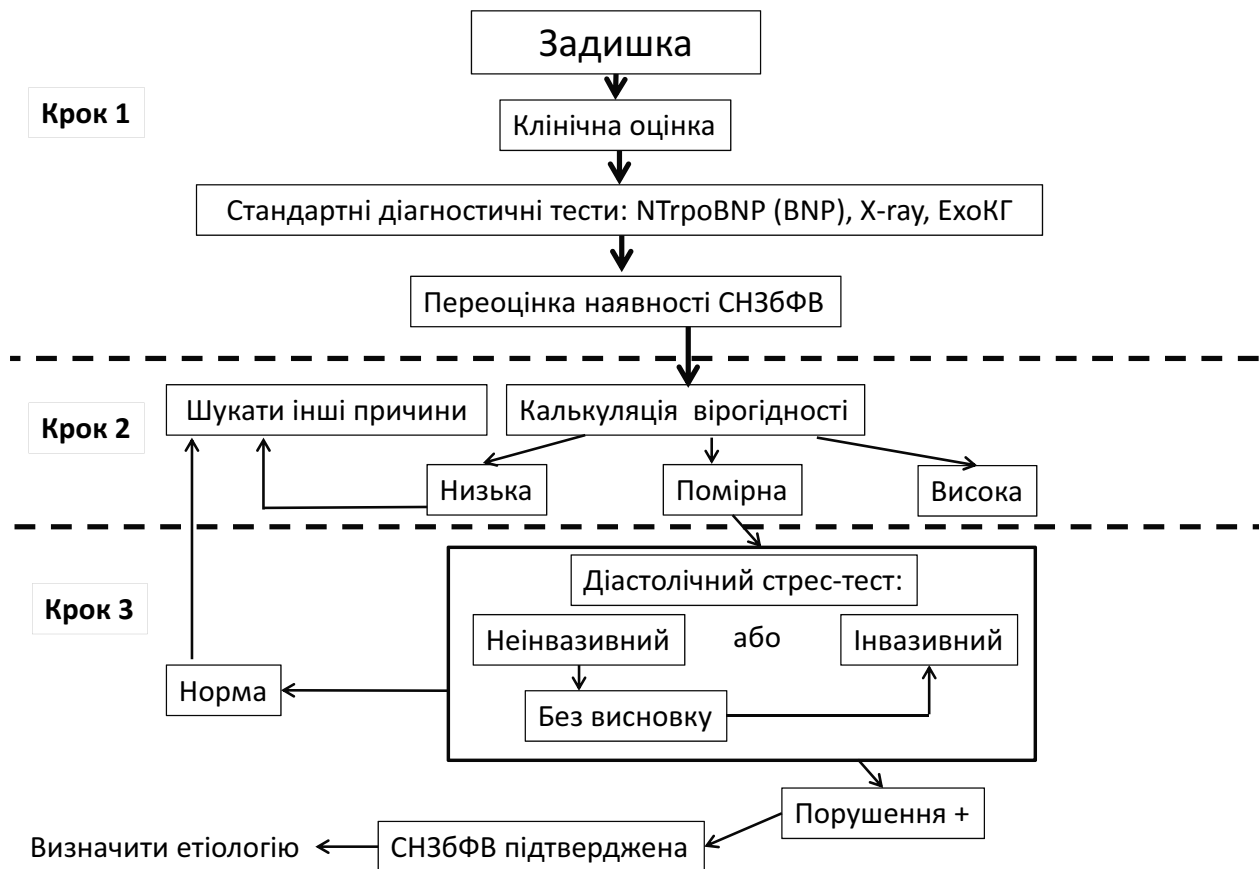 Задишка
Крок 1
Клінічна оцінка
Стандартні діагностичні тести: NTrpoBNP (BNP), X-ray, ЕхоКГ
Переоцінка наявності СНЗбФВ
Крок 2
Шукати інші причини
Калькуляція вірогідності
Низька
Помірна
Висока
Крок 3
Діастолічний стрес-тест:
Неінвазивний
або
Інвазивний
Норма
Без висновку
Порушення +
Визначити етіологію
СНЗбФВ підтверджена